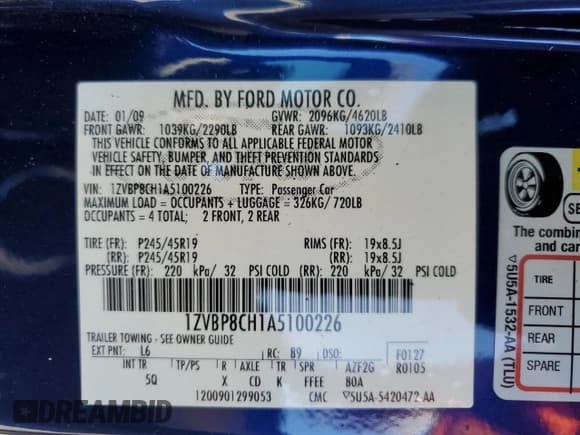 MFD. BY FORD MOTOR CO.
DATE: 01/09 GVWR: 2096KG/4620LB
FRONT GAWR: 1039KG/2290LB REAR GAWR: 1093KG/2410LB
THIS VEHICLE CONFORMS TO ALL APPLICABLE FEDERAL MOTOR
VEHICLE SAFETY, BUMPER, AND THEFT PREVENTION STANDARDS
IN EFFECT ON THE DATE OF MANUFACTURE SHOWN ABOVE.
VIN: 1ZVBP8CH1A5100226 TYPE: Passenger Car
MAXIMUM LOAD = OCCUPANTS + LUGGAGE = 326KG/ 720LB
OCCUPANTS = 4 TOTAL; 2 FRONT, 2 REAR
TIRE (FR): P245/45R19 RIMS (FR): 19x8.5J
(RR): P245/45R19 (RR): 19x8.5J
PRESSURE (FR): 220 kPa/ 32 PSI COLD (RR): 220 kPa/ 32 PSI COLD
1ZVBP8CH1A5100226
TRAILER TOWING - SEE OWNER GUIDE
EXT PNT: L6 RC: 89 DSO: F0127
INT TR TP/PS R AXLE TR SPR AZF2G R0105
5Q X CD K FFEE 80A
1200901299053 CMC ▽5U5A-5420472-AA
SE
The combin
and car
TIRE
FRONT
REAR
SPARE
▽5U5A-1532-AA (TLU)
DREAMBID